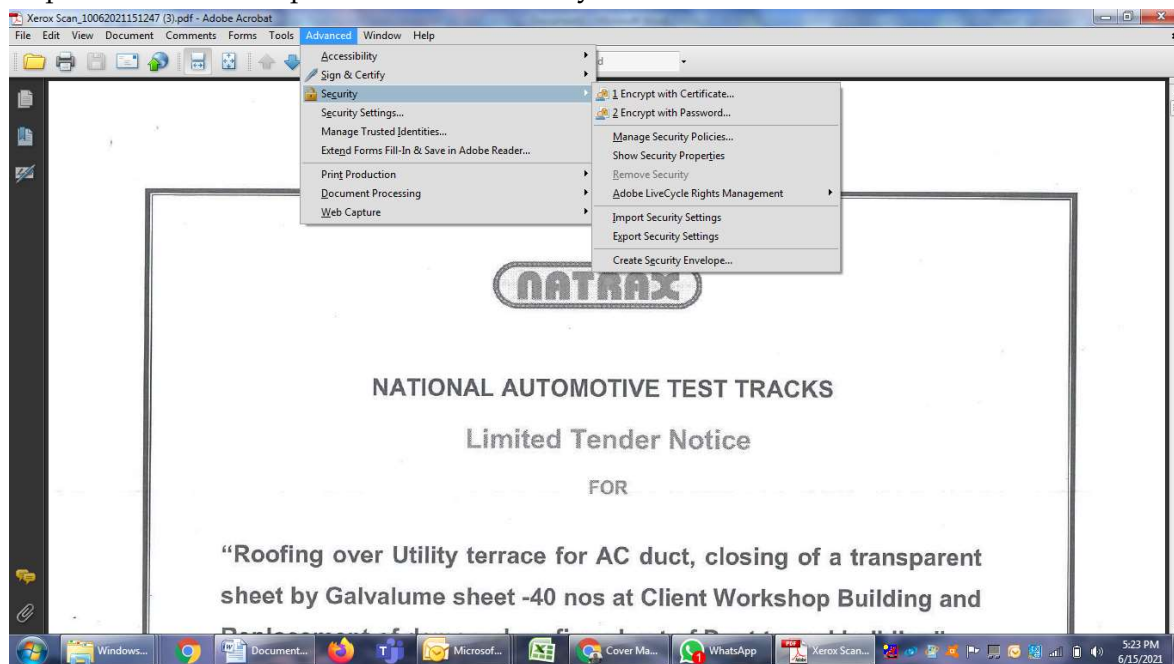 Xerox Scan_10062021151247 (3).pdf - Adobe Acrobat
File Edit View Document Comments Forms Tools Advanced Window Help
Accessibility
Sign & Certify
Security
Security Settings...
Manage Trusted Identities...
Extend Forms Fill-In & Save in Adobe Reader...
Print Production
Document Processing
Web Capture
1 Encrypt with Certificate...
2 Encrypt with Password...
Manage Security Policies...
Show Security Properties
Remove Security
Adobe LiveCycle Rights Management
Import Security Settings
Export Security Settings
Create Security Envelope...
NATRAX
NATIONAL AUTOMOTIVE TEST TRACKS
Limited Tender Notice
FOR
“Roofing over Utility terrace for AC duct, closing of a transparent
sheet by Galvalume sheet -40 nos at Client Workshop Building and
Windows...
Document...
Microsof...
Cover Ma...
WhatsApp
Xerox Scan...
5:23 PM
6/15/2021